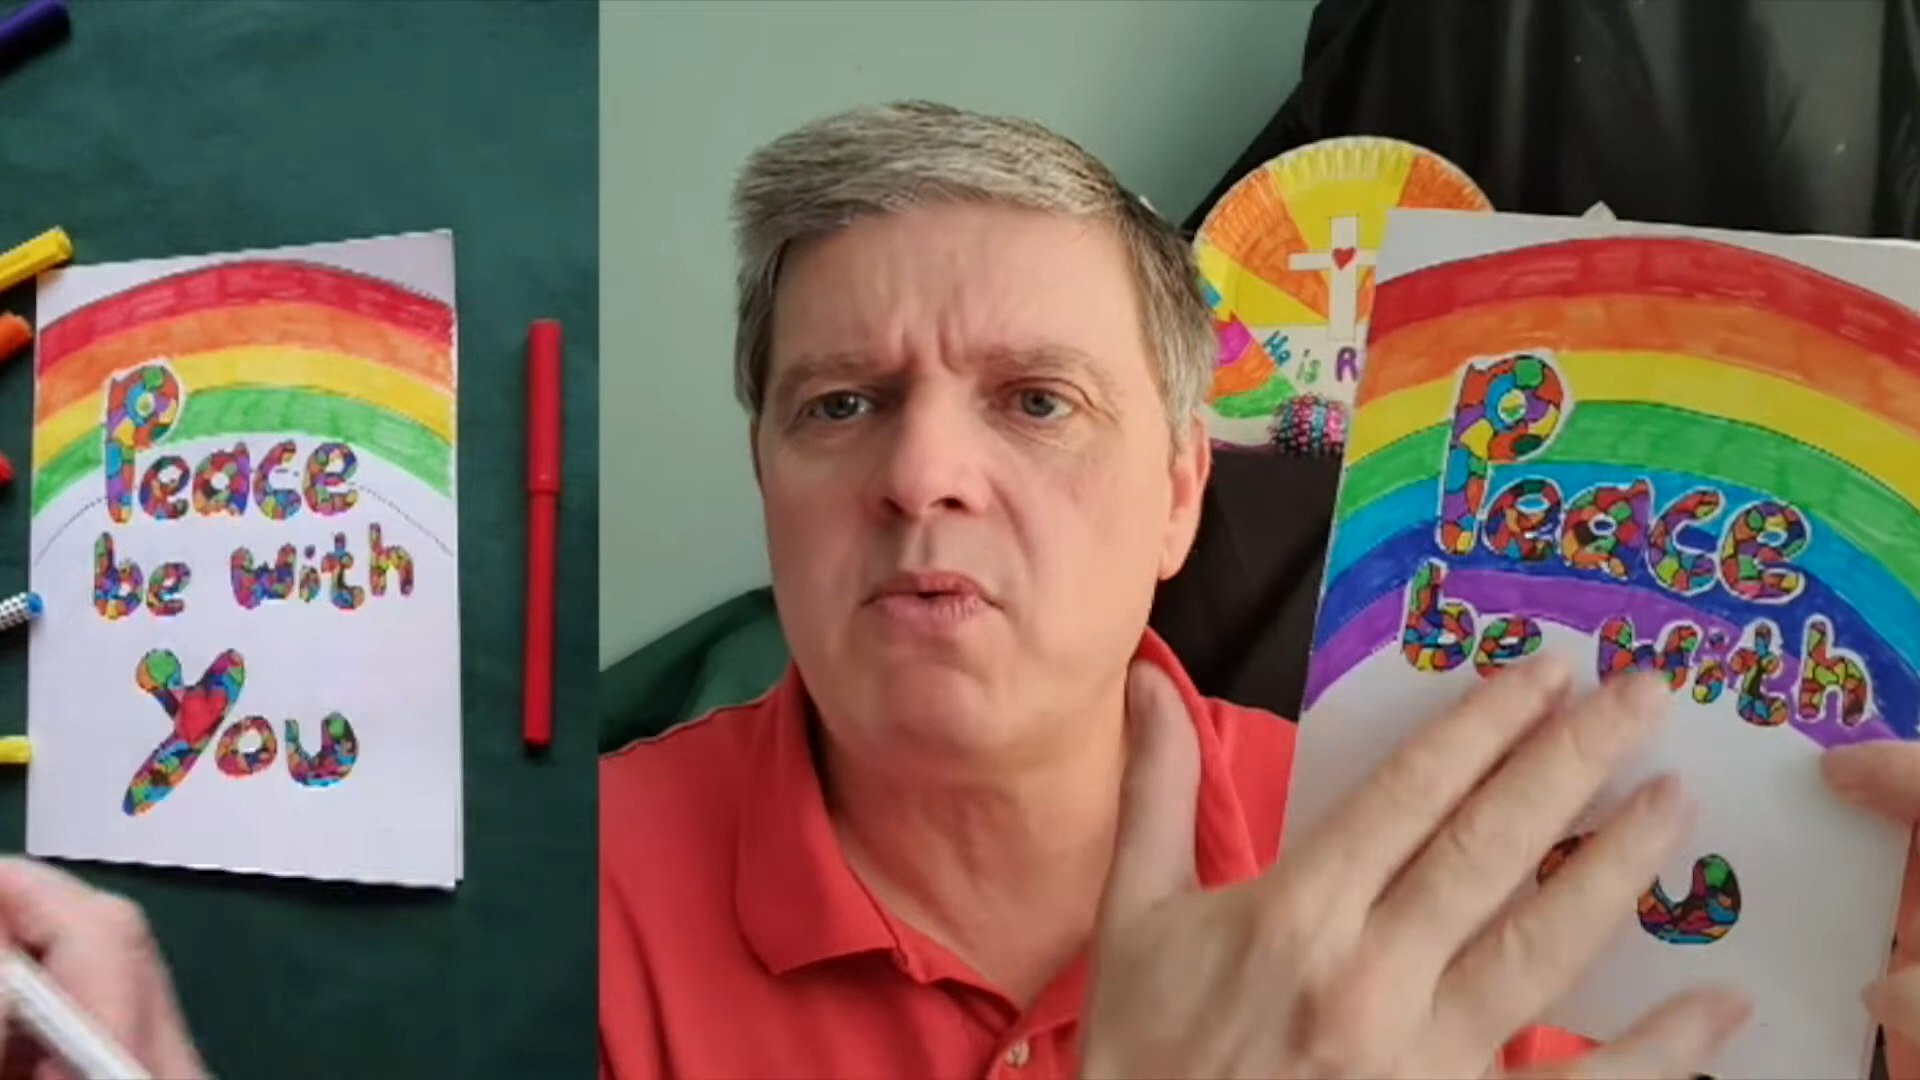 Peace
be with
You
He is R
Peace
be with
u